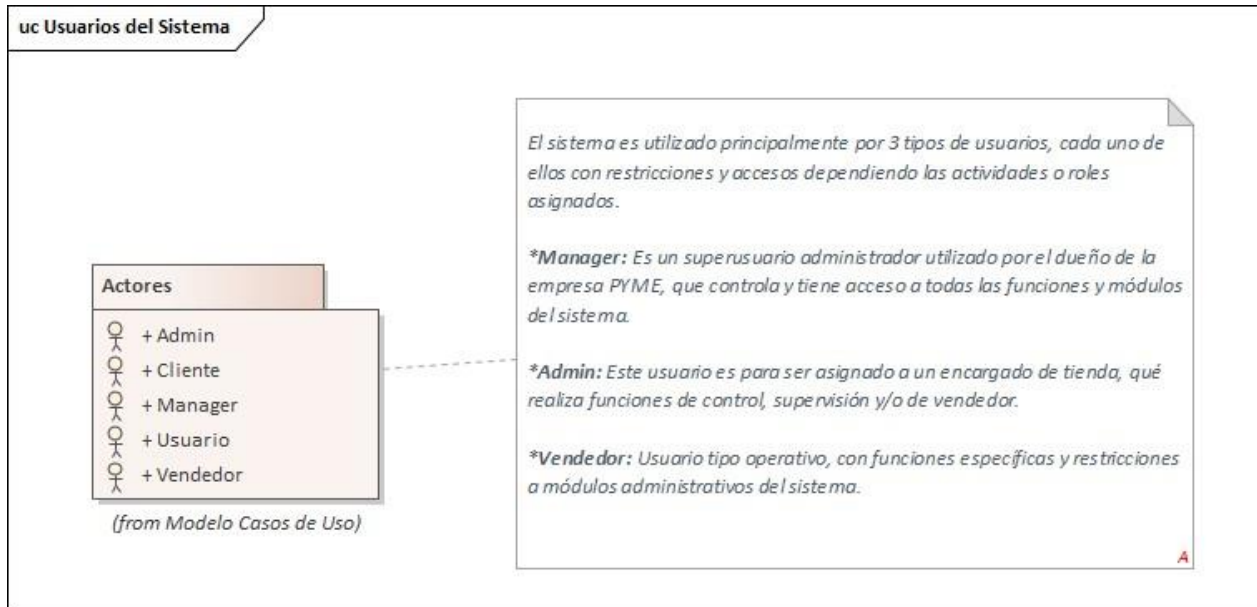 uc Usuarios del Sistema
El sistema es utilizado principalmente por 3 tipos de usuarios, cada uno de
ellos con restricciones y accesos dependiendo las actividades o roles
asignados.
*Manager: Es un superusuario administrador utilizado por el dueño de la
empresa PYME, que controla y tiene acceso a todas las funciones y módulos
del sistema.
*Admin: Este usuario es para ser asignado a un encargado de tienda, qué
realiza funciones de control, supervisión y/o de vendedor.
*Vendedor: Usuario tipo operativo, con funciones específicas y restricciones
a módulos administrativos del sistema.
A
Actores
+ Admin
+ Cliente
+ Manager
+ Usuario
+ Vendedor
(from Modelo Casos de Uso)